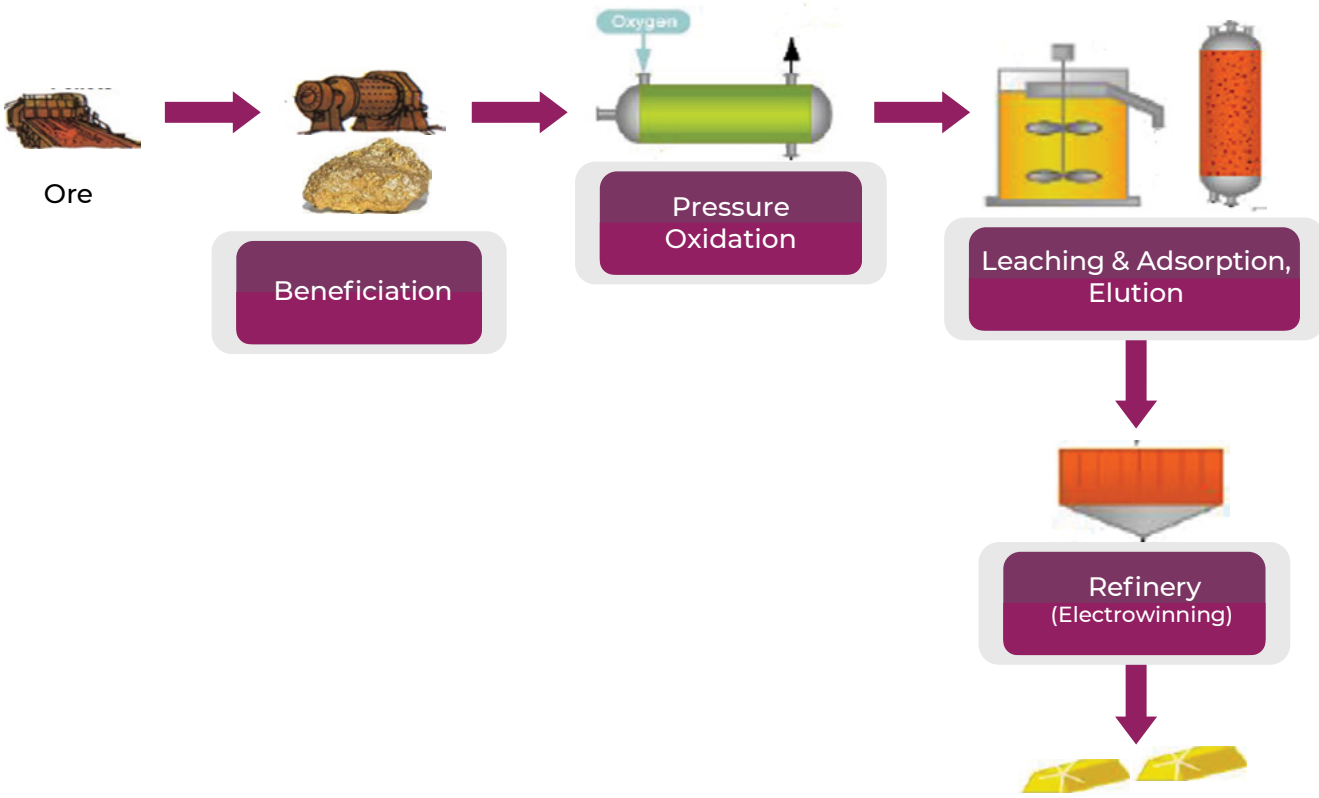 Oxygen
Ore
Beneficiation
Pressure
Oxidation
Leaching & Adsorption,
Elution
Refinery
(Electrowinning)